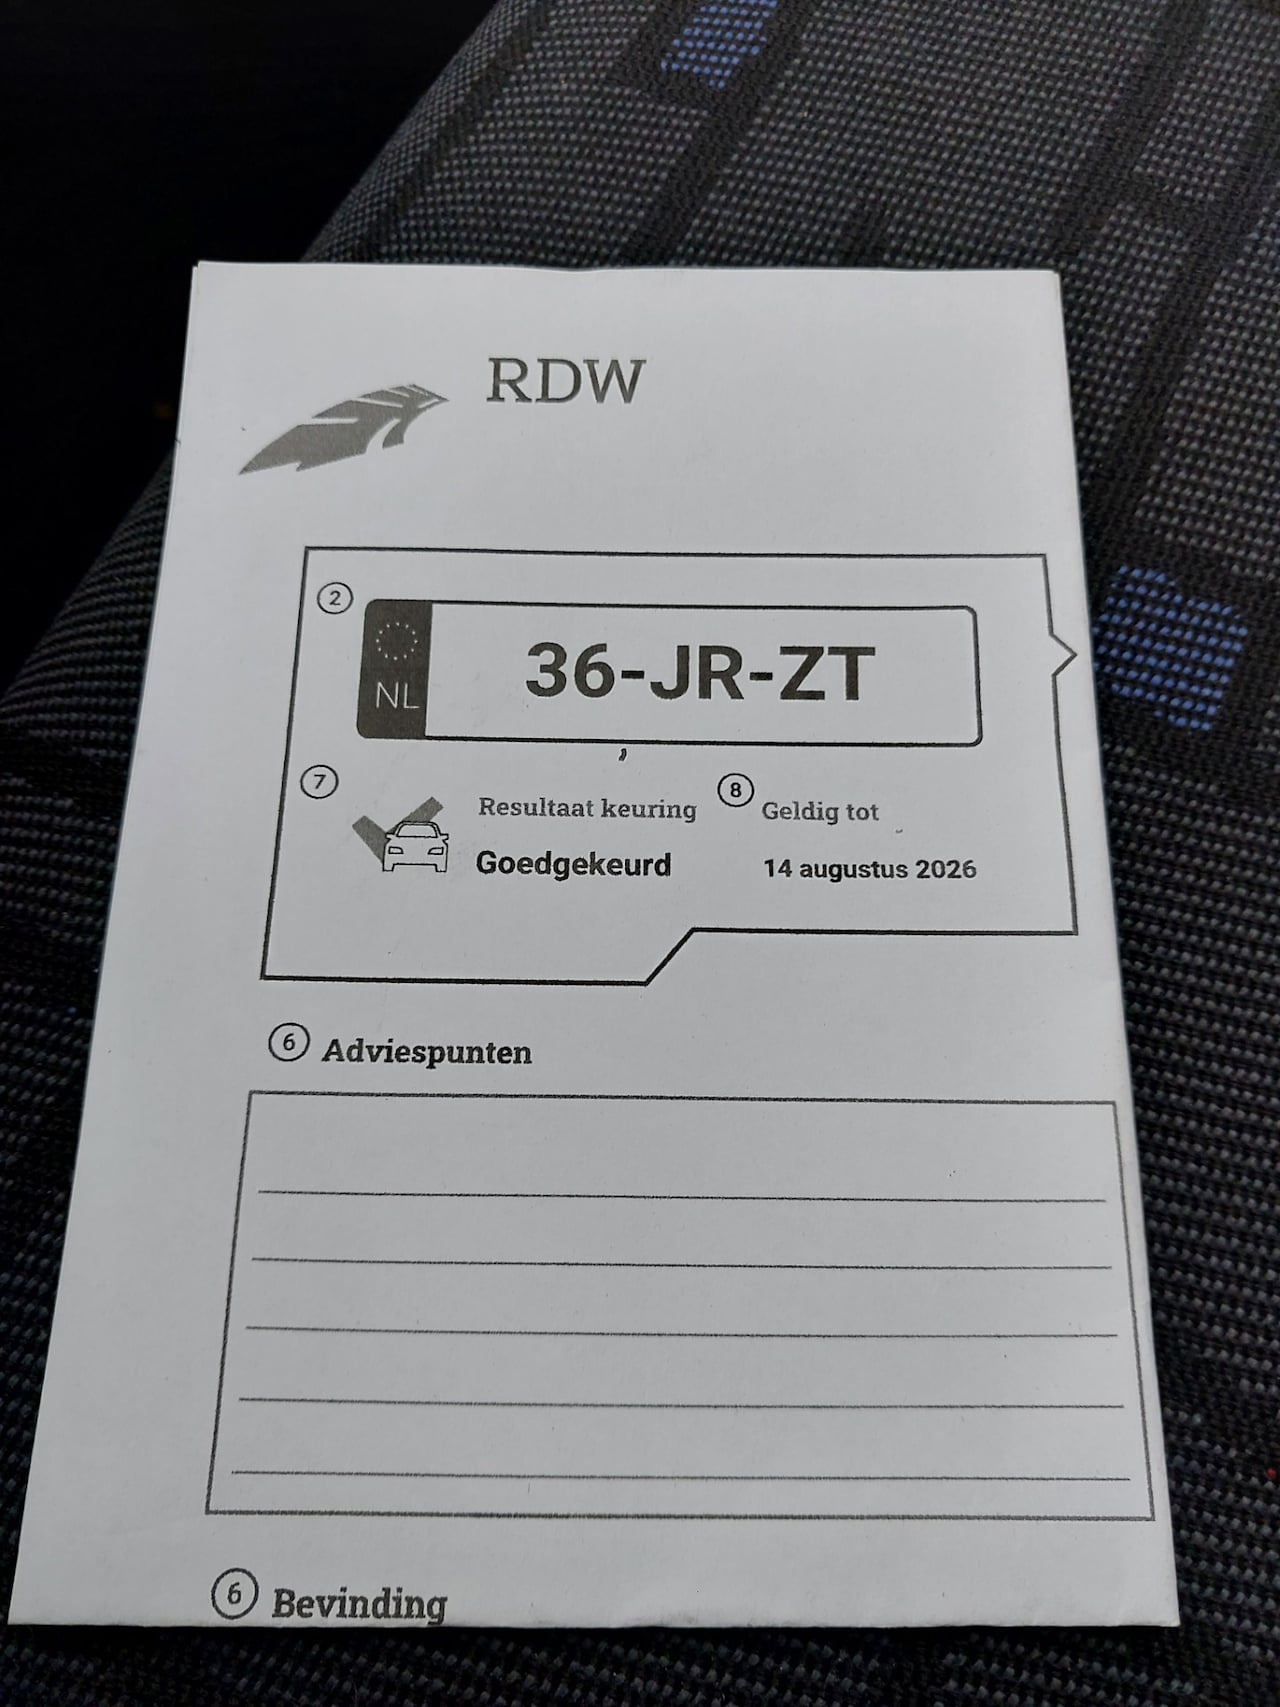 RDW
2
NL
36-JR-ZT
7
Resultaat keuring
Goedgekeurd
8
Geldig tot
14 augustus 2026
6 Adviespunten
6 Bevinding